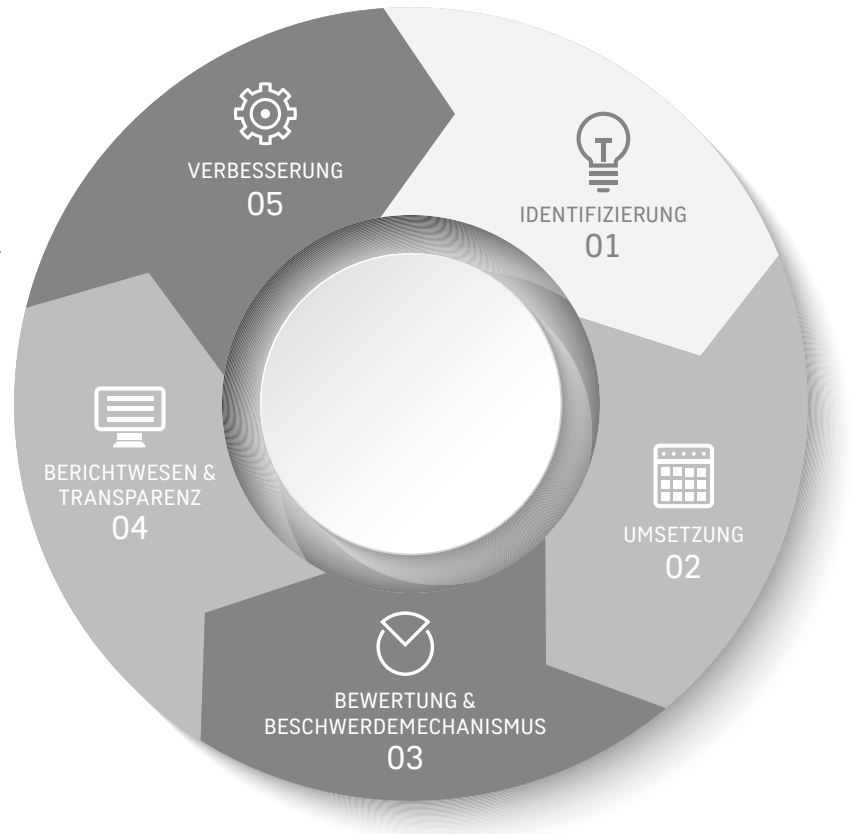 IDENTIFIZIERUNG
01
UMSETZUNG
02
BEWERTUNG &
BESCHWERDEMECHANISMUS
03
BERICHTWESEN &
TRANSPARENZ
04
VERBESSERUNG
05